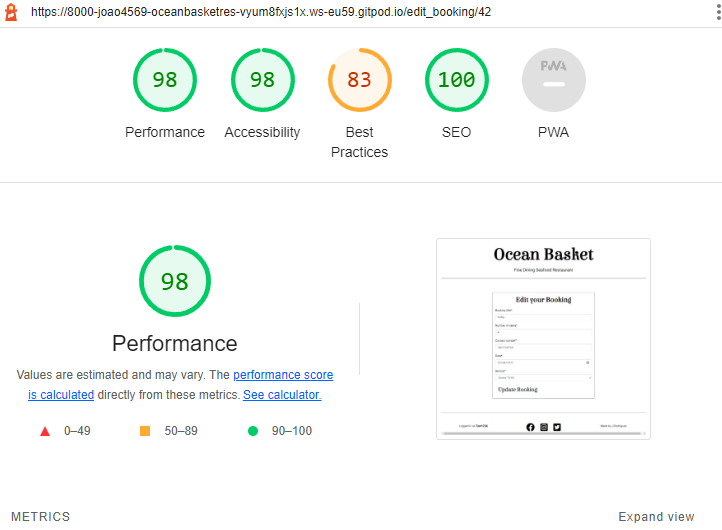 https://8000-joao4569-oceanbasketres-vyum8fxjs1x.ws-eu59.gitpod.io/edit_booking/42
98 98 83 100 PWA
Performance Accessibility Best Practices SEO PWA
98
Performance
Values are estimated and may vary. The performance score
is calculated directly from these metrics. See calculator.
0–49 50–89 90–100
Ocean Basket
Fine Dining Seafood Restaurant
Edit your Booking
Update Booking
METRICS
Expand view